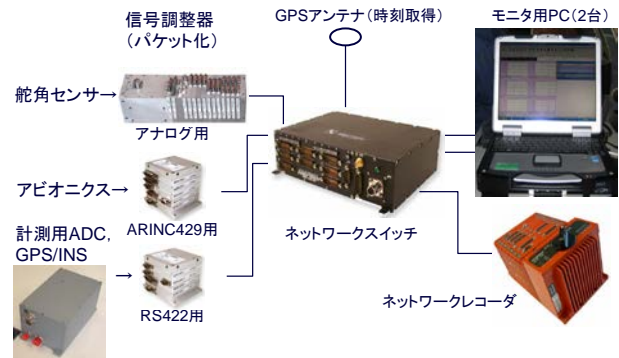 信号調整器
(パケット化)
GPSアンテナ(時刻取得)
モニタ用PC(2台)
舵角センサ→
アナログ用
アビオニクス→
ARINC429用
ネットワークスイッチ
計測用ADC,
GPS/INS
→
RS422用
ネットワークレコーダ